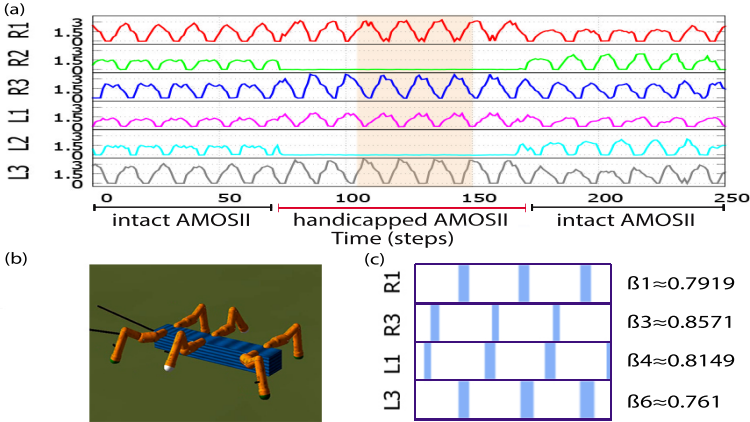 (a)
R1
3
1.5
0
R2
3
1.5
0
R3
3
1.5
0
L1
3
1.5
0
L2
3
1.5
0
L3
3
1.5
0
0 50 100 150 200 250
intact AMOSII handicapped AMOSII intact AMOSII
Time (steps)
(b)
(c)
R1 ß1≈0.7919
R3 ß3≈0.8571
L1 ß4≈0.8149
L3 ß6≈0.761